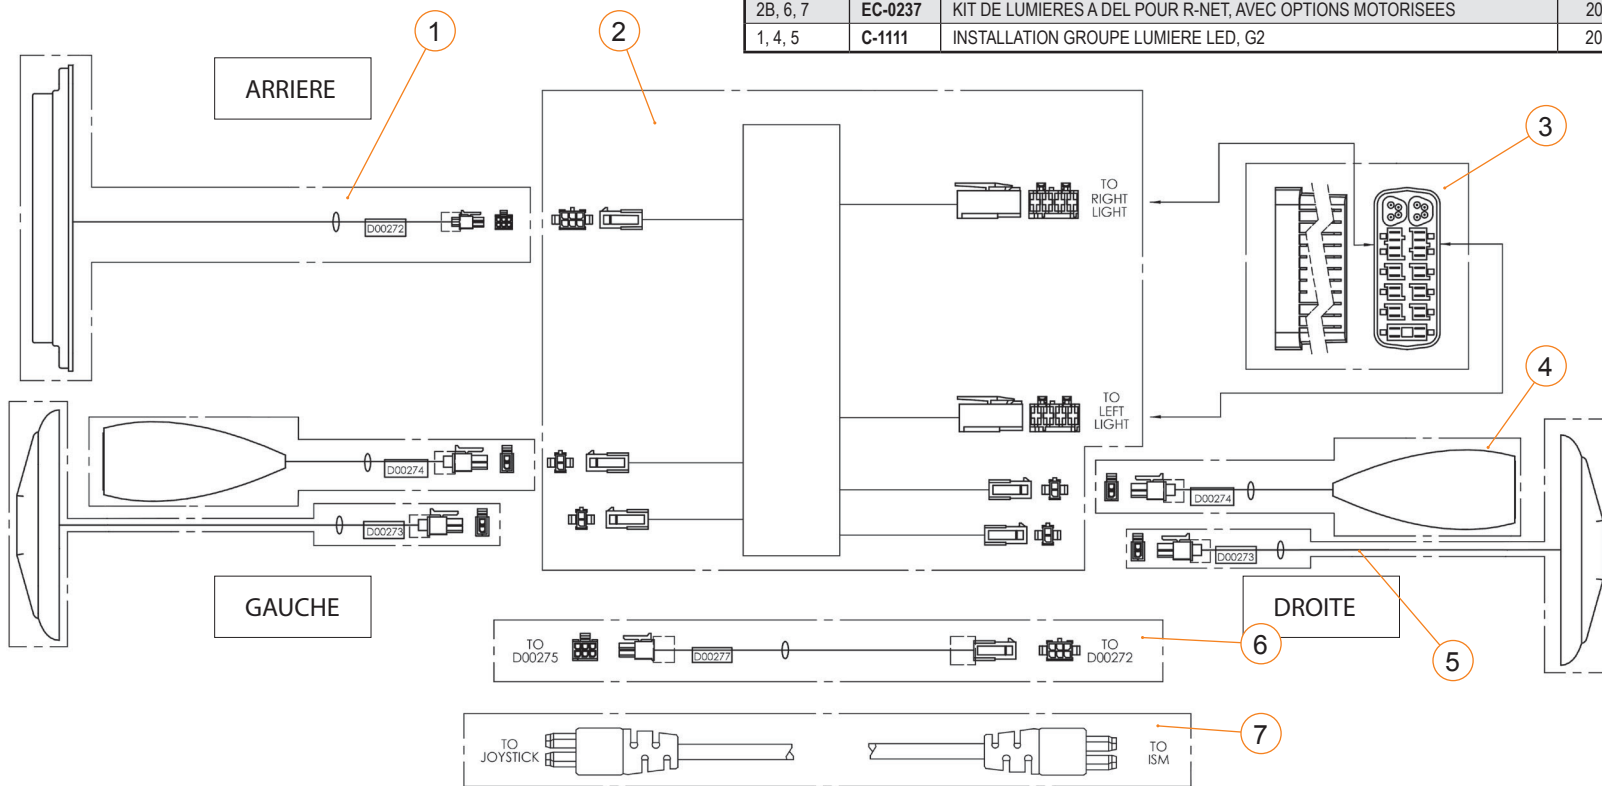 2B, 6, 7 EC-0237 KIT DE LUMIERES A DEL POUR R-NET, AVEC OPTIONS MOTORISEES 20
1, 4, 5 C-1111 INSTALLATION GROUPE LUMIERE LED, G2 20
1
2
3
ARRIERE
TO
RIGHT
LIGHT
D00272
4
TO
LEFT
LIGHT
D00274
D00274
D00273
D00273
GAUCHE
DROITE
5
6
TO
D00275
D00277
TO
D00272
7
TO
JOYSTICK
TO
ISM